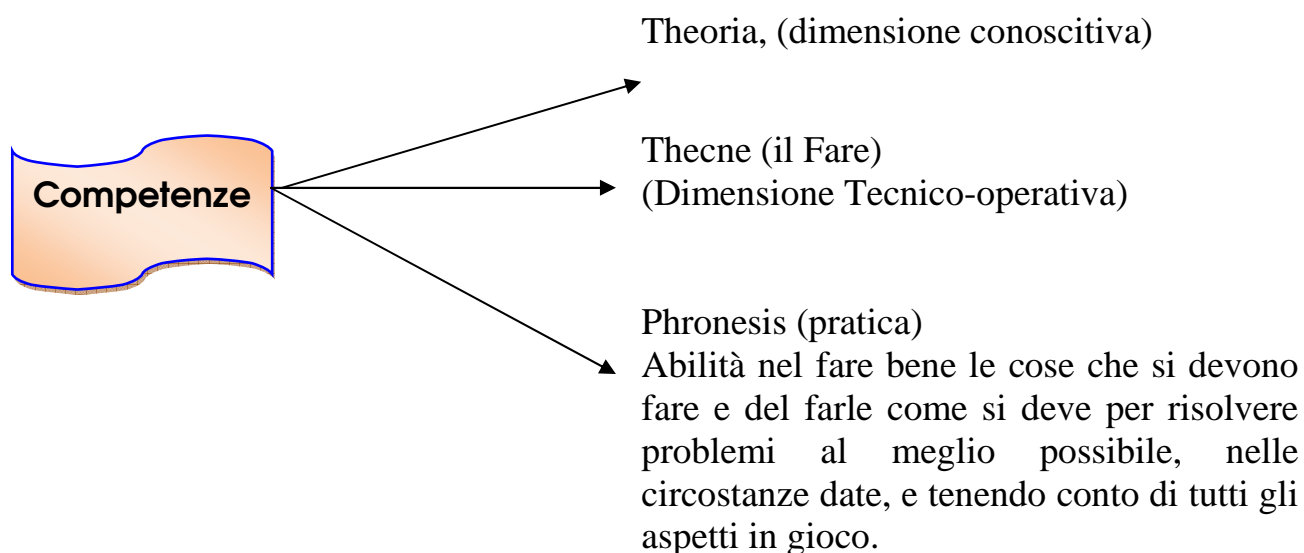 Theoria, (dimensione conoscitiva)
Competenze
Thecne (il Fare)
(Dimensione Tecnico-operativa)
Phronesis (pratica)
Abilità nel fare bene le cose che si devono
fare e del farle come si deve per risolvere
problemi al meglio possibile, nelle
circostanze date, e tenendo conto di tutti gli
aspetti in gioco.